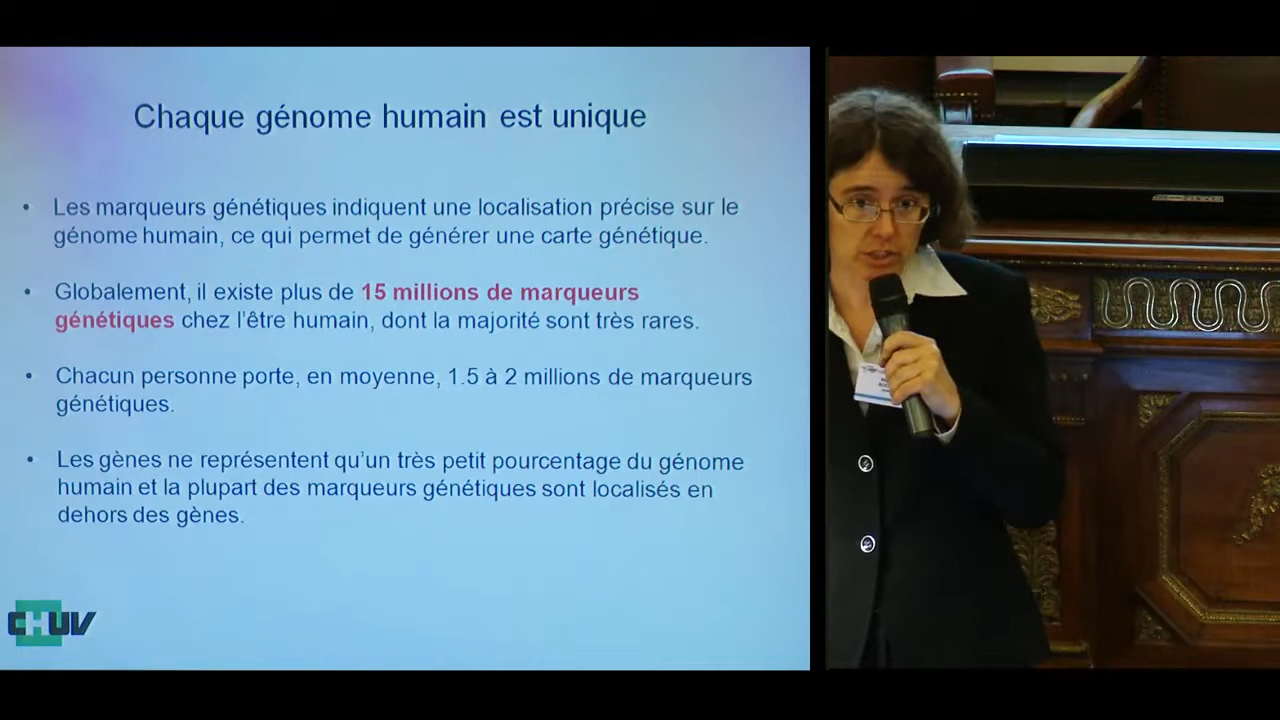 Chaque génome humain est unique
• Les marqueurs génétiques indiquent une localisation précise sur le
génome humain, ce qui permet de générer une carte génétique.
• Globalement, il existe plus de 15 millions de marqueurs
génétiques chez l'être humain, dont la majorité sont très rares.
• Chacun personne porte, en moyenne, 1.5 à 2 millions de marqueurs
génétiques.
• Les gènes ne représentent qu'un très petit pourcentage du génome
humain et la plupart des marqueurs génétiques sont localisés en
dehors des gènes.
CHUV